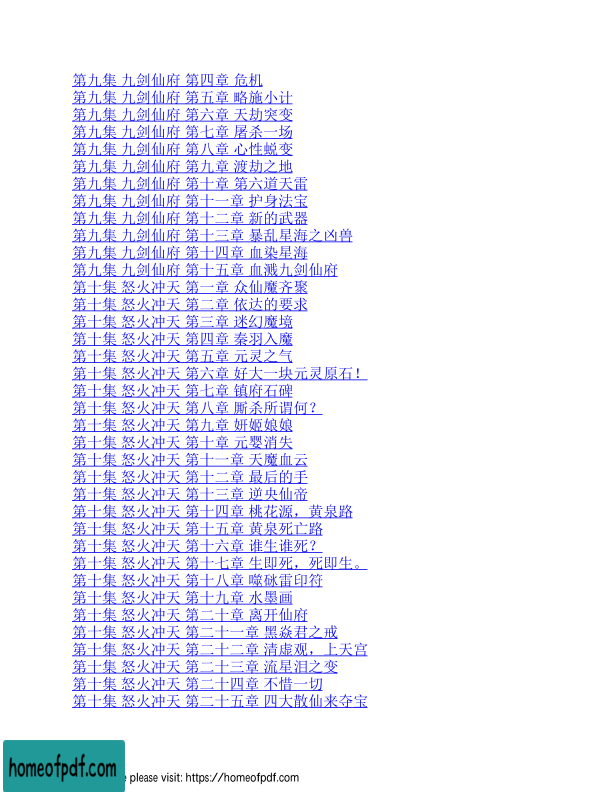 第九集 九剑仙府 第四章 危机
第九集 九剑仙府 第五章 略施小计
第九集 九剑仙府 第六章 天劫突变
第九集 九剑仙府 第七章 屠杀一场
第九集 九剑仙府 第八章 心性蜕变
第九集 九剑仙府 第九章 渡劫之地
第九集 九剑仙府 第十章 第六道天雷
第九集 九剑仙府 第十一章 护身法宝
第九集 九剑仙府 第十二章 新的武器
第九集 九剑仙府 第十三章 暴乱星海之凶兽
第九集 九剑仙府 第十四章 血染星海
第九集 九剑仙府 第十五章 血溅九剑仙府
第十集 怒火冲天 第一章 众仙魔齐聚
第十集 怒火冲天 第二章 依达的要求
第十集 怒火冲天 第三章 迷幻魔境
第十集 怒火冲天 第四章 秦羽入魔
第十集 怒火冲天 第五章 元灵之气
第十集 怒火冲天 第六章 好大一块元灵原石！
第十集 怒火冲天 第七章 镇府石碑
第十集 怒火冲天 第八章 厮杀所谓何？
第十集 怒火冲天 第九章 妍姬娘娘
第十集 怒火冲天 第十章 元婴消失
第十集 怒火冲天 第十一章 天魔血云
第十集 怒火冲天 第十二章 最后的手
第十集 怒火冲天 第十三章 逆央仙帝
第十集 怒火冲天 第十四章 桃花源，黄泉路
第十集 怒火冲天 第十五章 黄泉死亡路
第十集 怒火冲天 第十六章 谁生谁死？
第十集 怒火冲天 第十七章 生即死，死即生。
第十集 怒火冲天 第十八章 噬硢雷印符
第十集 怒火冲天 第十九章 水墨画
第十集 怒火冲天 第二十章 离开仙府
第十集 怒火冲天 第二十一章 黑焱君之戒
第十集 怒火冲天 第二十二章 清虚观，上天宫
第十集 怒火冲天 第二十三章 流星泪之变
第十集 怒火冲天 第二十四章 不惜一切
第十集 怒火冲天 第二十五章 四大散仙来夺宝
homeofpdf.com
e please visit: https://homeofpdf.com